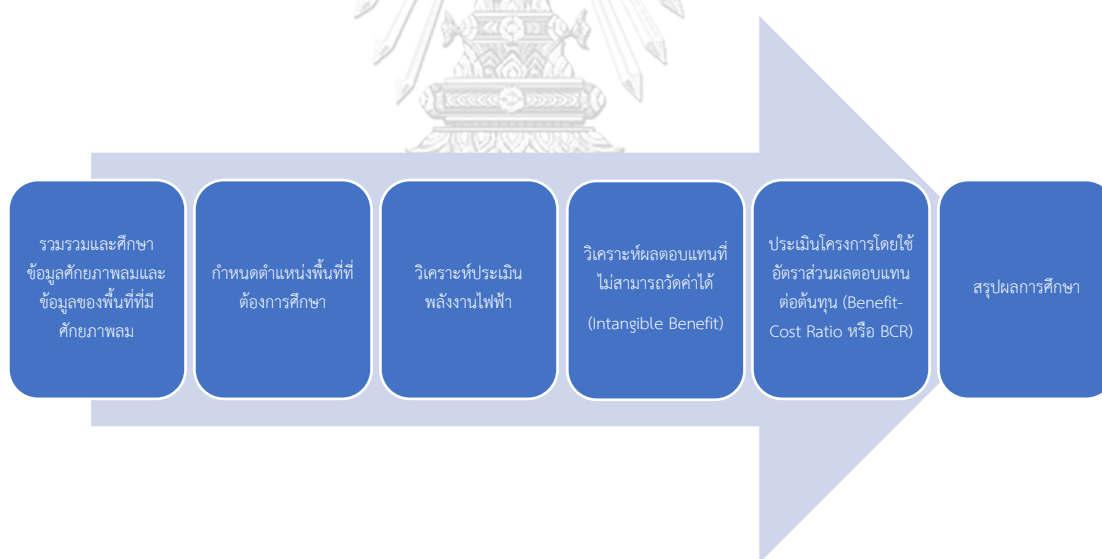 รวมรวมและศึกษา
ข้อมูลศักยภาพลมและ
ข้อมูลของพื้นที่ที่มี
ศักยภาพลม
กำหนดตำแหน่งพื้นที่ที่
ต้องการศึกษา
วิเคราะห์ประเมิน
พลังงานไฟฟ้า
วิเคราะห์ผลตอบแทนที่
ไม่สามารถวัดค่าได้
(Intangible Benefit)
ประเมินโครงการโดยใช้
อัตราส่วนผลตอบแทน
ต่อต้นทุน (Benefit-
Cost Ratio หรือ BCR)
สรุปผลการศึกษา